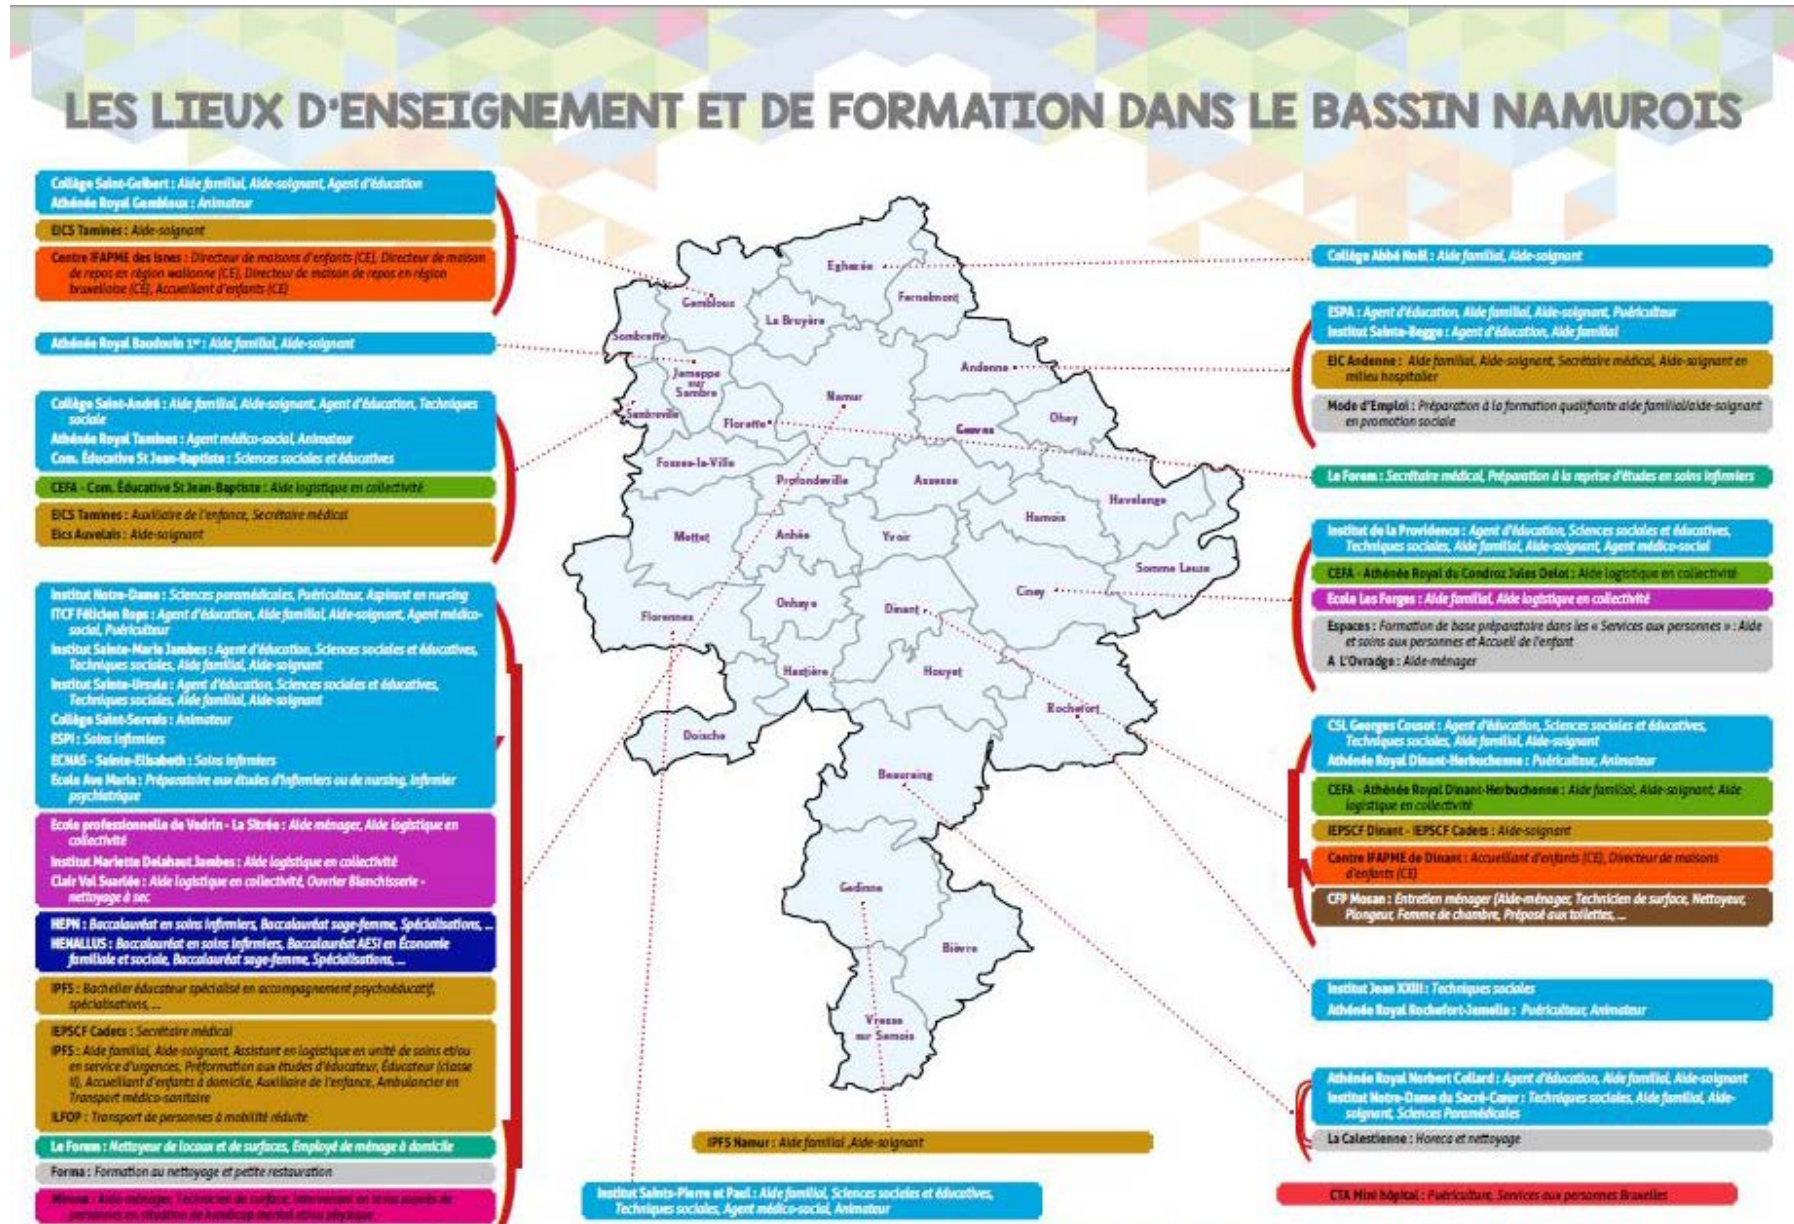 LES LIEUX D'ENSEIGNEMENT ET DE FORMATION DANS LE BASSIN NAMUROIS
Collège Saint-Guibert : Aide familial, Aide-soignant, Agent d'éducation
Athénée Royal Gembloux : Animateur
EICS Tamines : Aide-soignant
Centre IFAPME des Isnes : Directeur de maisons d'enfants (CE), Directeur de maison
de repos en région wallonne (CE), Directeur de maison de repos en région
bruxelloise (CE), Accueillant d'enfants (CE)
Athénée Royal Baudouin 1er : Aide familial, Aide-soignant
Collège Saint-André : Aide familial, Aide-soignant, Agent d'éducation, Techniques
sociale
Athénée Royal Tamines : Agent médico-social, Animateur
Com. Éducative St Jean-Baptiste : Sciences sociales et éducatives
CEFA - Com. Éducative St Jean-Baptiste : Aide logistique en collectivité
EICS Tamines : Auxiliaire de l'enfance, Secrétaire médical
Eics Auvelais : Aide-soignant
Institut Notre-Dame : Sciences paramédicales, Puériculteur, Aspirant en nursing
ITCF Félicien Rops : Agent d'éducation, Aide familial, Aide-soignant, Agent médico-
social, Puériculteur
Institut Sainte-Marie Jambes : Agent d'éducation, Sciences sociales et éducatives,
Techniques sociales, Aide familial, Aide-soignant
Institut Sainte-Ursule : Agent d'éducation, Sciences sociales et éducatives,
Techniques sociales, Aide familial, Aide-soignant
Collège Saint-Servais : Animateur
ESPI : Soins infirmiers
ECNAS - Sainte-Elisabeth : Soins infirmiers
École Ave Maria : Préparatoire aux études d'infirmiers ou de nursing, Infirmier
psychiatrique
École professionnelle de Vedrin - La Sitrée : Aide ménager, Aide logistique en
collectivité
Institut Mariette Delahaut Jambes : Aide logistique en collectivité
Clair Val Suarlée : Aide logistique en collectivité, Ouvrier Blanchisserie -
nettoyage à sec
HEPN : Baccalauréat en soins infirmiers, Baccalauréat sage-femme, Spécialisations, ...
HENALLUS : Baccalauréat en soins infirmiers, Baccalauréat AESI en Économie
familiale et sociale, Baccalauréat sage-femme, Spécialisations, ...
IPFS : Bachelier éducateur spécialisé en accompagnement psychoéducatif,
spécialisations, ...
IEPSCF Cadets : Secrétaire médical
IPFS : Aide familial, Aide-soignant, Assistant en logistique en unité de soins et/ou
en service d'urgences, Préformation aux études d'éducateur, Éducateur (classe
II), Accueillant d'enfants à domicile, Auxiliaire de l'enfance, Ambulancier en
Transport médico-sanitaire
ILFOP : Transport de personnes à mobilité réduite
Le Forem : Nettoyeur de locaux et de surfaces, Employé de ménage à domicile
Forma : Formation au nettoyage et petite restauration
Aide-ménager, Technicien de surface, Intervenant en soins auprès de
personnes en situation de handicap mental et/ou physique
Eghezée
Gembloux
Fernelmont
La Bruyère
Sombreffe
Andenne
Jemeppe
sur
Sambre
Namur
Sambreville
Floreffe
Ohey
Gesves
Fosses-la-Ville
Profondeville
Assesse
Havelange
Hamois
Mettet
Anhée
Yvoir
Somme Leuze
Ciney
Onhaye
Dinant
Florennes
Hastière
Houyet
Rochefort
Doische
Beauraing
Gedinne
Bièvre
Vresse
sur Semois
IPFS Namur : Aide familial ,Aide-soignant
Institut Saints-Pierre et Paul : Aide familial, Sciences sociales et éducatives,
Techniques sociales, Agent médico-social, Animateur
Collège Abbé Noël : Aide familial, Aide-soignant
ESPA : Agent d'éducation, Aide familial, Aide-soignant, Puériculteur
Institut Sainte-Begge : Agent d'éducation, Aide familial
EIC Andenne : Aide familial, Aide-soignant, Secrétaire médical, Aide-soignant en
milieu hospitalier
Mode d'Emploi : Préparation à la formation qualifiante aide familial/aide-soignant
en promotion sociale
Le Forem : Secrétaire médical, Préparation à la reprise d'études en soins infirmiers
Institut de la Providence : Agent d'éducation, Sciences sociales et éducatives,
Techniques sociales, Aide familial, Aide-soignant, Agent médico-social
CEFA - Athénée Royal du Condroz Jules Delot : Aide logistique en collectivité
Ecole Les Forges : Aide familial, Aide logistique en collectivité
Espaces : Formation de base préparatoire dans les « Services aux personnes » : Aide
et soins aux personnes et Accueil de l'enfant
A L'Ovradge : Aide-ménager
CSL Georges Cousot : Agent d'éducation, Sciences sociales et éducatives,
Techniques sociales, Aide familial, Aide-soignant
Athénée Royal Dinant-Herbuchenne : Puériculteur, Animateur
CEFA - Athénée Royal Dinant-Herbuchenne : Aide familial, Aide-soignant, Aide
logistique en collectivité
IEPSCF Dinant - IEPSCF Cadets : Aide-soignant
Centre IFAPME de Dinant : Accueillant d'enfants (CE), Directeur de maisons
d'enfants (CE)
CFP Mosan : Entretien ménager (Aide-ménager, Technicien de surface, Nettoyeur,
Plongeur, Femme de chambre, Préposé aux toilettes, ...
Institut Jean XXIII : Techniques sociales
Athénée Royal Rochefort-Jemelle : Puériculteur, Animateur
Athénée Royal Norbert Collard : Agent d'éducation, Aide familial, Aide-soignant
Institut Notre-Dame du Sacré-Cœur : Techniques sociales, Aide familial, Aide-
soignant, Sciences Paramédicales
La Calestienne : Horeca et nettoyage
CTA Mini hôpital : Puériculture, Services aux personnes Bruxelles